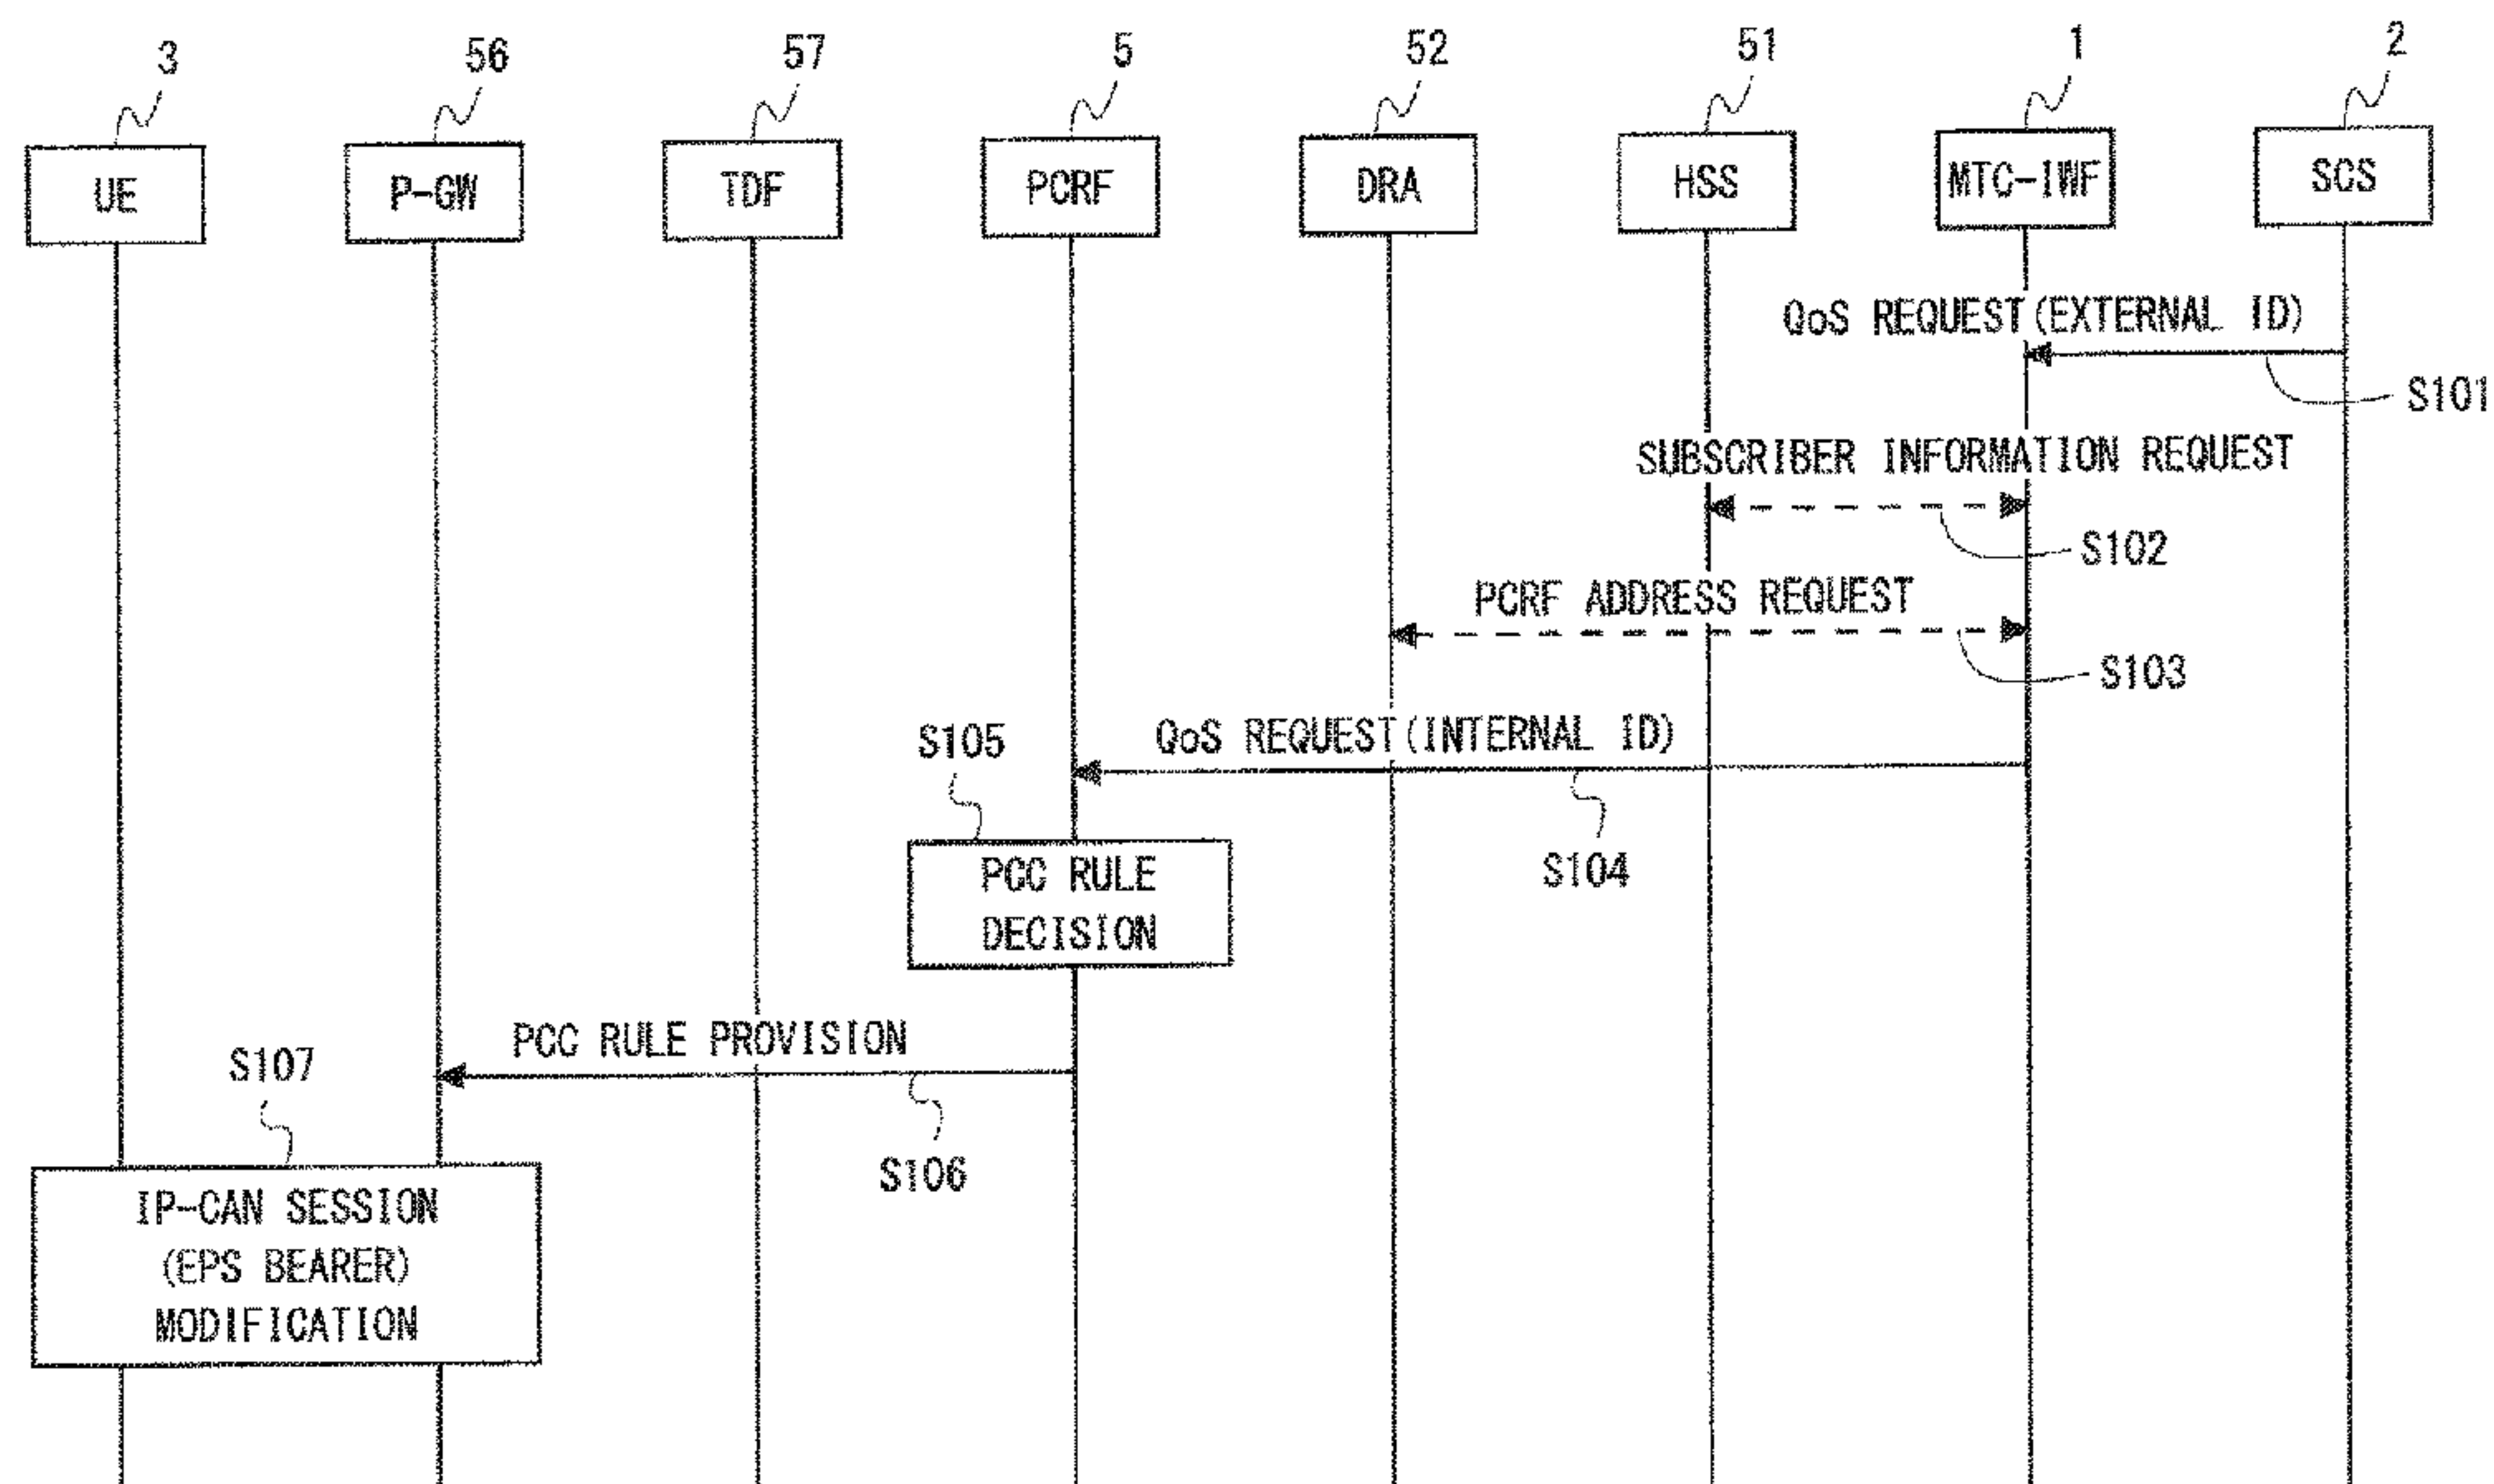 3
56
57
5
52
51
1
2
UE
P-GW
TDF
PCRF
DRA
HSS
MTC-IWF
SCS
QoS REQUEST(EXTERNAL ID)
S101
SUBSCRIBER INFORMATION REQUEST
S102
PCRF ADDRESS REQUEST
S103
QoS REQUEST(INTERNAL ID)
S104
S105
PCC RULE
DECISION
PCC RULE PROVISION
S106
S107
IP-CAN SESSION
(EPS BEARER)
MODIFICATION